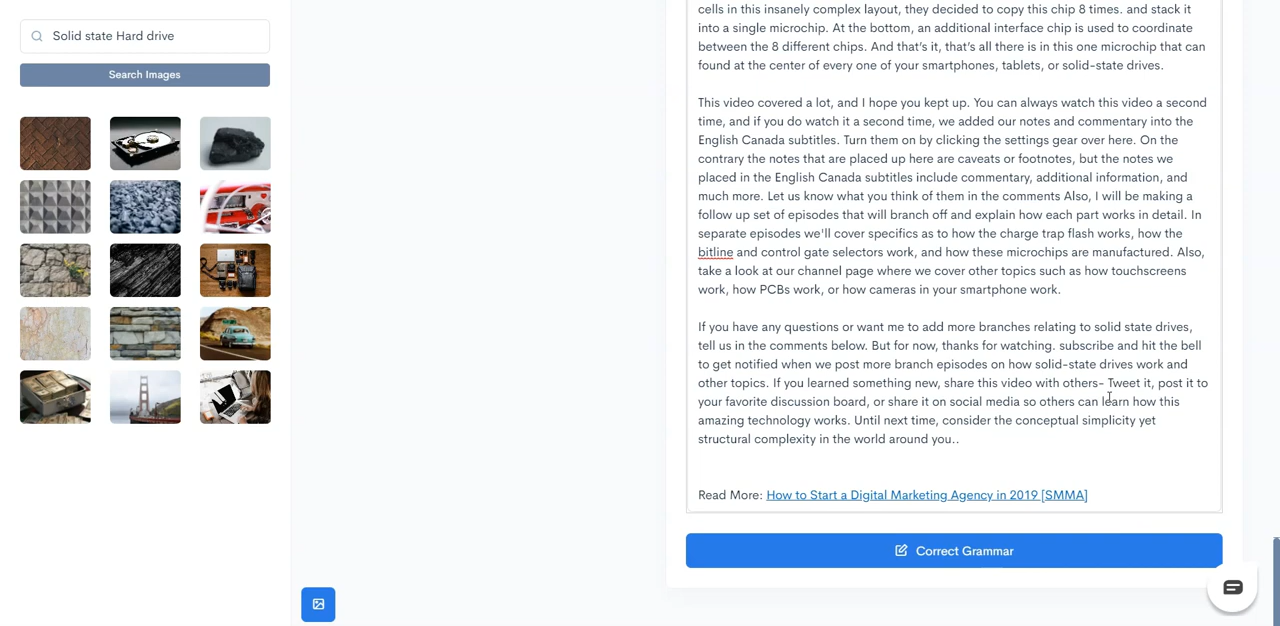 Solid state Hard drive
Search Images
cells in this insanely complex layout, they decided to copy this chip 8 times. and stack it
into a single microchip. At the bottom, an additional interface chip is used to coordinate
between the 8 different chips. And that's it, that's all there is in this one microchip that can
found at the center of every one of your smartphones, tablets, or solid-state drives.
This video covered a lot, and I hope you kept up. You can always watch this video a second
time, and if you do watch it a second time, we added our notes and commentary into the
English Canada subtitles. Turn them on by clicking the settings gear over here. On the
contrary the notes that are placed up here are caveats or footnotes, but the notes we
placed in the English Canada subtitles include commentary, additional information, and
much more. Let us know what you think of them in the comments Also, I will be making a
follow up set of episodes that will branch off and explain how each part works in detail. In
separate episodes we'll cover specifics as to how the charge trap flash works, how the
bitline and control gate selectors work, and how these microchips are manufactured. Also,
take a look at our channel page where we cover other topics such as how touchscreens
work, how PCBs work, or how cameras in your smartphone work.
If you have any questions or want me to add more branches relating to solid state drives,
tell us in the comments below. But for now, thanks for watching. subscribe and hit the bell
to get notified when we post more branch episodes on how solid-state drives work and
other topics. If you learned something new, share this video with others- Tweet it, post it to
your favorite discussion board, or share it on social media so others can learn how this
amazing technology works. Until next time, consider the conceptual simplicity yet
structural complexity in the world around you..
Read More: How to Start a Digital Marketing Agency in 2019 [SMMA]
Correct Grammar